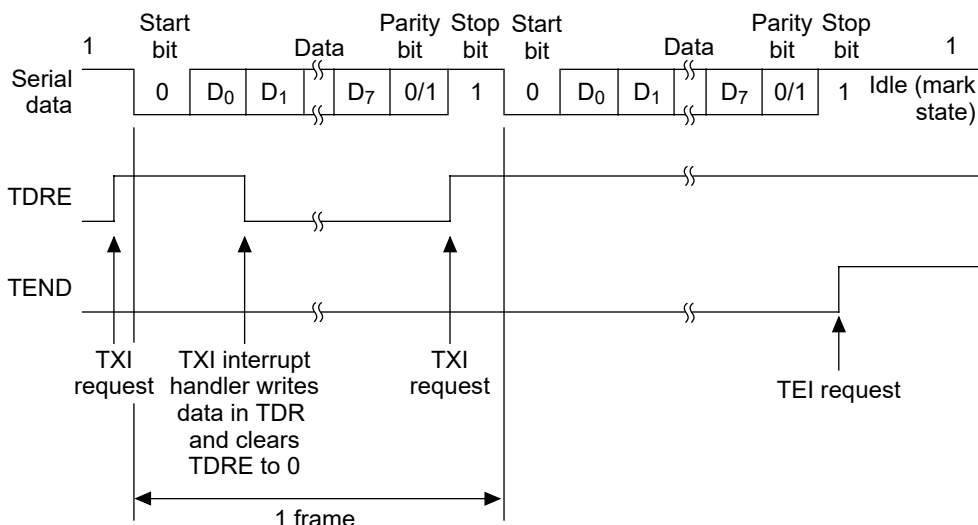 Start bit Data Parity bit Stop bit Start bit Data Parity bit Stop bit
1 1
Serial data 0 D₀ D₁ D₇ 0/1 1 0 D₀ D₁ D₇ 0/1 1 Idle (mark state)
TDRE
TEND
TXI request
TXI interrupt handler writes data in TDR and clears TDRE to 0
TXI request
TEI request
1 frame